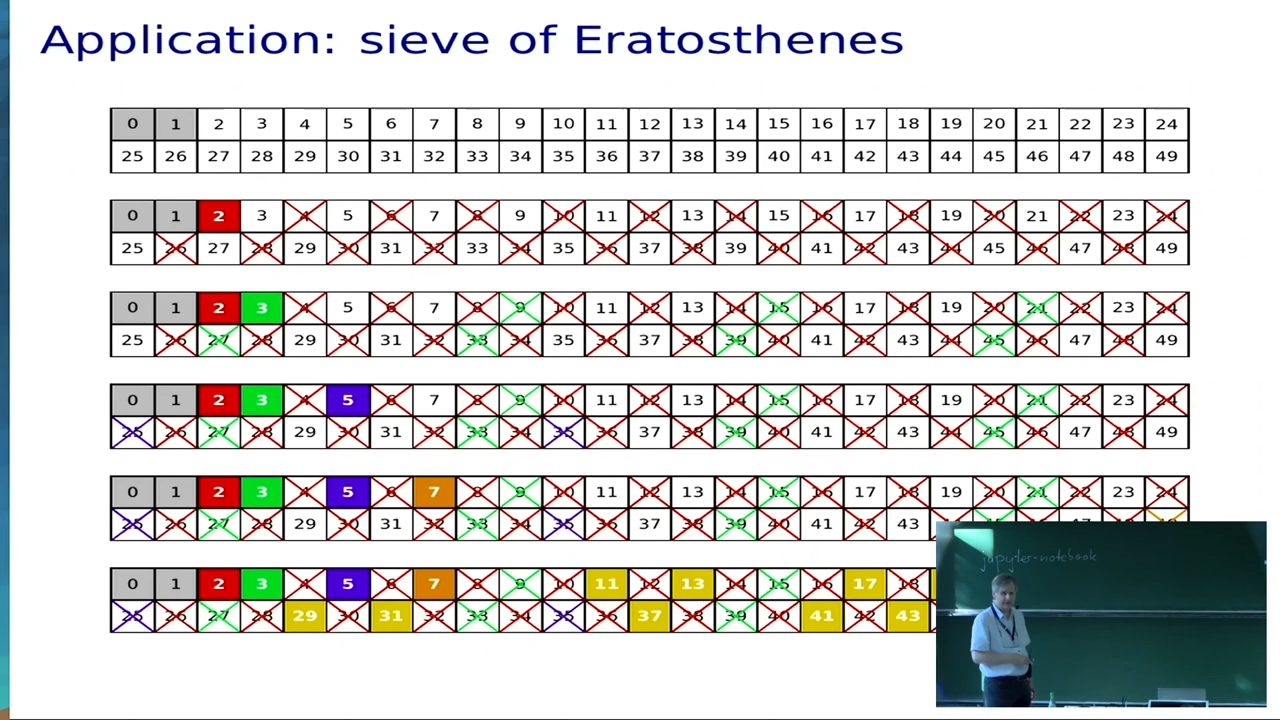 Application: sieve of Eratosthenes
0 1 2 3 4 5 6 7 8 9 10 11 12 13 14 15 16 17 18 19 20 21 22 23 24
25 26 27 28 29 30 31 32 33 34 35 36 37 38 39 40 41 42 43 44 45 46 47 48 49
0 1 2 3 4 5 6 7 8 9 10 11 12 13 14 15 16 17 18 19 20 21 22 23 24
25 26 27 28 29 30 31 32 33 34 35 36 37 38 39 40 41 42 43 44 45 46 47 48 49
0 1 2 3 4 5 6 7 8 9 10 11 12 13 14 15 16 17 18 19 20 21 22 23 24
25 26 27 28 29 30 31 32 33 34 35 36 37 38 39 40 41 42 43 44 45 46 47 48 49
0 1 2 3 4 5 6 7 8 9 10 11 12 13 14 15 16 17 18 19 20 21 22 23 24
25 26 27 28 29 30 31 32 33 34 35 36 37 38 39 40 41 42 43 44 45 46 47 48 49
0 1 2 3 4 5 6 7 8 9 10 11 12 13 14 15 16 17 18 19 20 21 22 23 24
25 26 27 28 29 30 31 32 33 34 35 36 37 38 39 40 41 42 43
0 1 2 3 4 5 6 7 8 9 10 11 12 13 14 15 16 17 18
25 26 27 28 29 30 31 32 33 34 35 36 37 38 39 40 41 42 43
jupyter-notebook